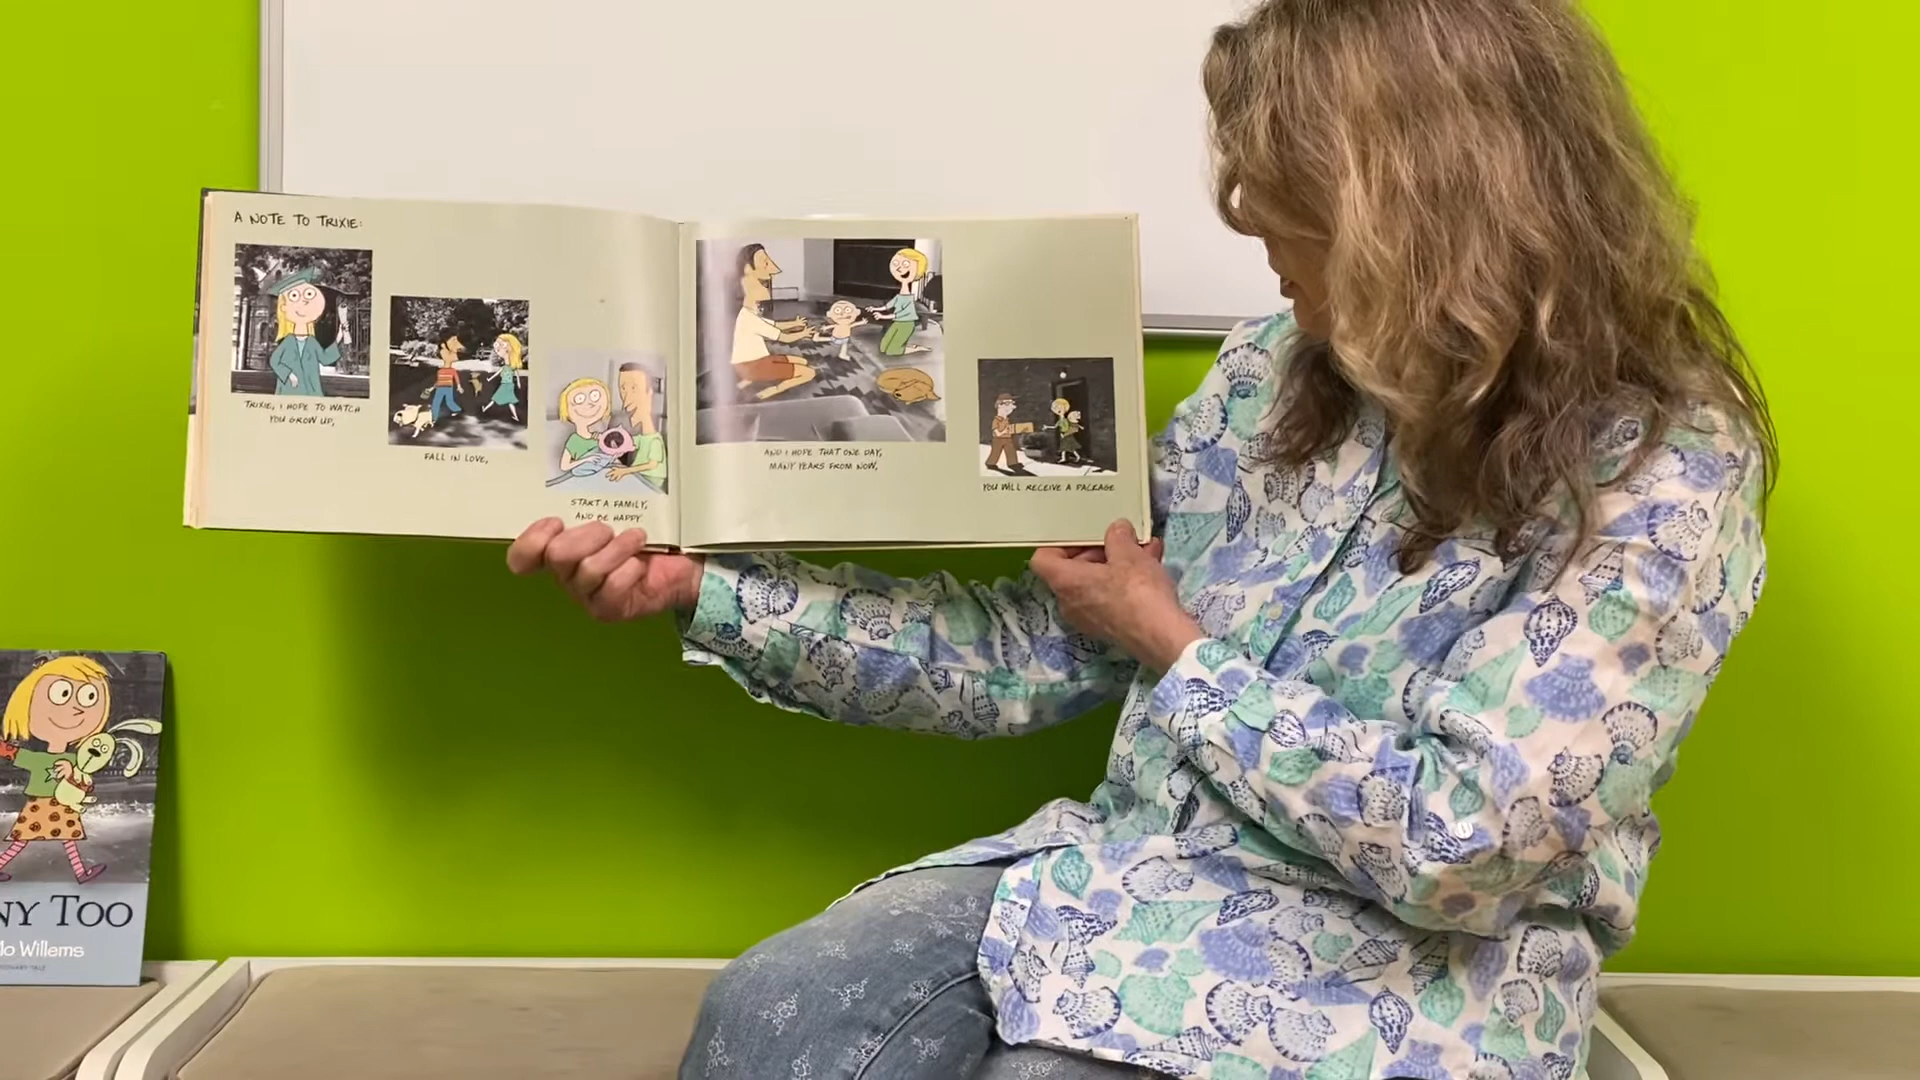 A NOTE TO TRIXIE:
TRIXIE, I HOPE TO WATCH
YOU GROW UP,
FALL IN LOVE,
START A FAMILY,
AND BE HAPPY.
AND I HOPE THAT ONE DAY,
MANY YEARS FROM NOW,
YOU WILL RECEIVE A PACKAGE
NY TOO
Mo Willems